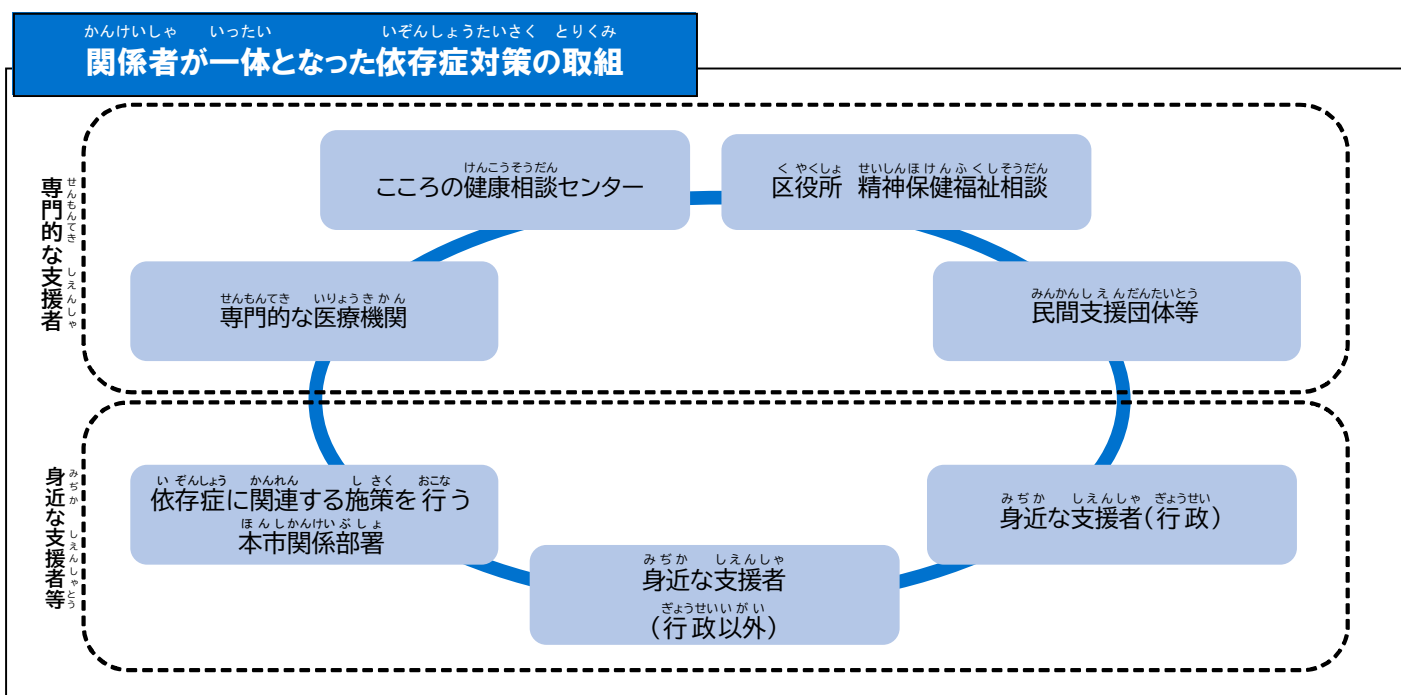 かんけいしゃ いったい いぞんしょうたいさく とりくみ
関係者が一体となった依存症対策の取組
せんもんてき しえんしゃ
専門的な支援者
けんこうそうだん
こころの健康相談センター
くやくしょ せいしんほけんふくしそうだん
区役所 精神保健福祉相談
せんもんてき いりょうきかん
専門的な医療機関
みんかんしえんだんたいとう
民間支援団体等
みぢか しえんしゃとう
身近な支援者等
いぞんしょう かんれん しさく おこな
依存症に関連する施策を行う
ほんしかんけいぶしょ
本市関係部署
みぢか しえんしゃ
身近な支援者
ぎょうせいいがい
（行政以外）
みぢか しえんしゃ ぎょうせい
身近な支援者（行政）